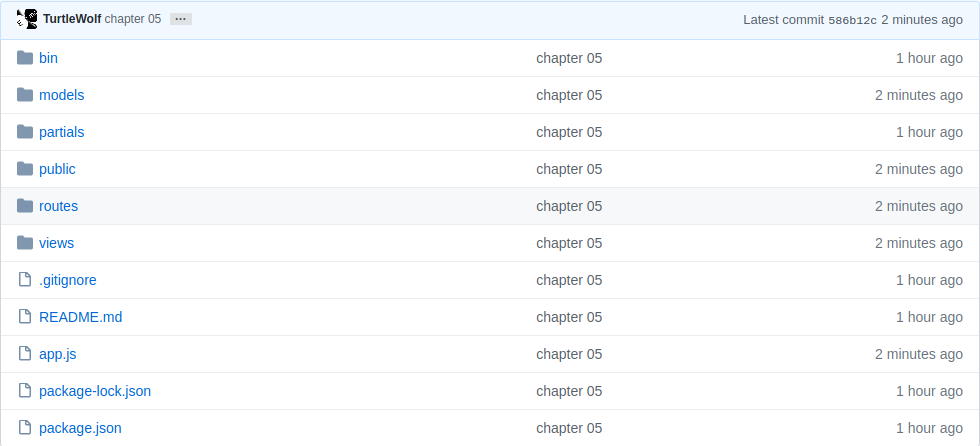 TurtleWolf chapter 05 ... Latest commit 586b12c 2 minutes ago
bin chapter 05 1 hour ago
models chapter 05 2 minutes ago
partials chapter 05 1 hour ago
public chapter 05 2 minutes ago
routes chapter 05 2 minutes ago
views chapter 05 2 minutes ago
.gitignore chapter 05 1 hour ago
README.md chapter 05 1 hour ago
app.js chapter 05 2 minutes ago
package-lock.json chapter 05 1 hour ago
package.json chapter 05 1 hour ago